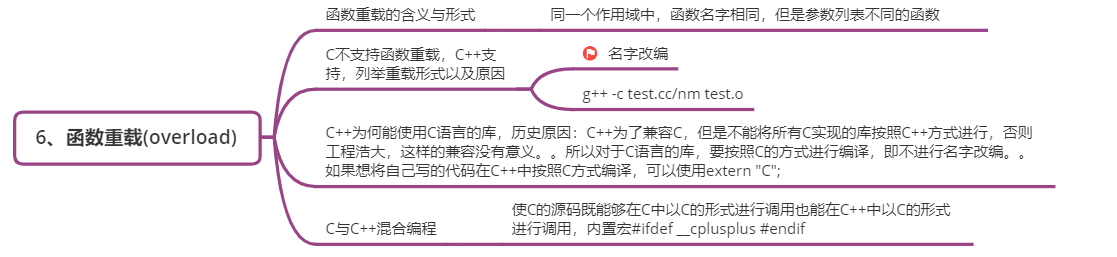 函数重载的含义与形式
同一个作用域中，函数名字相同，但是参数列表不同的函数
C不支持函数重载，C++支
持，列举重载形式以及原因
名字改编
g++ -c test.cc/nm test.o
6、函数重载(overload)
C++为何能使用C语言的库，历史原因：C++为了兼容C，但是不能将所有C实现的库按照C++方式进行，否则
工程浩大，这样的兼容没有意义。。所以对于C语言的库，要按照C的方式进行编译，即不进行名字改编。。
如果想将自己写的代码在C++中按照C方式编译，可以使用extern "C";
C与C++混合编程
使C的源码既能够在C中以C的形式进行调用也能在C++中以C的形式
进行调用，内置宏#ifdef __cplusplus #endif